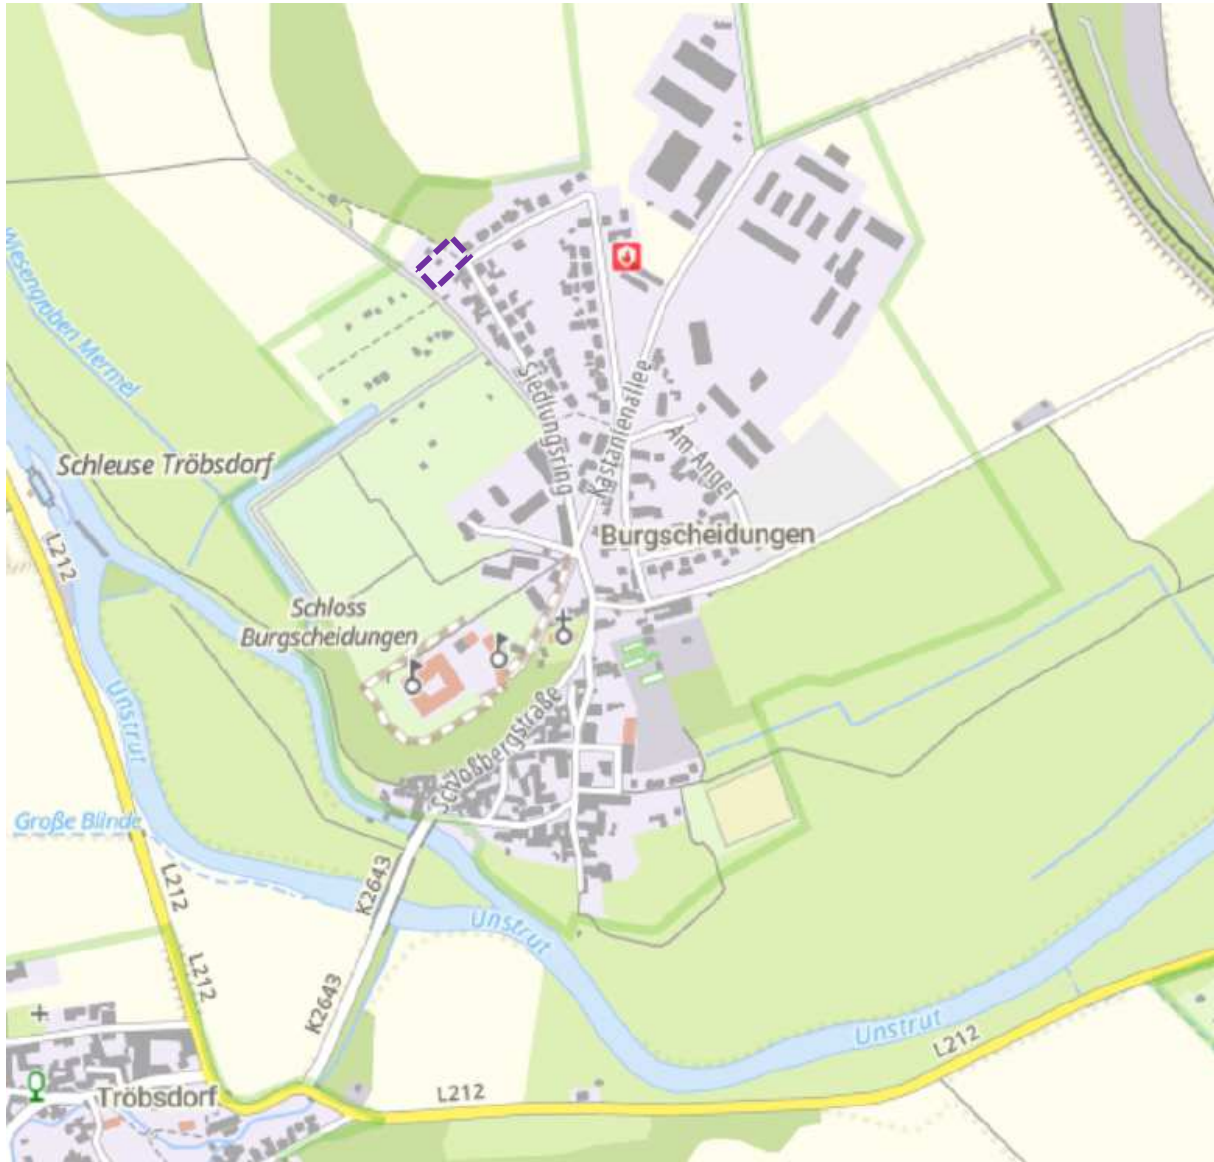 Wiesengraben Mermel
Siedlungsring
Kastanienallee
Am Anger
Schleuse Tröbsdorf
L212
Burgscheidungen
Schloss
Burgscheidungen
Unstrut
Schloßbergstraße
Große Blinde
L212
K2643
Unstrut
L212
K2643
Unstrut
L212
L212
Tröbsdorf